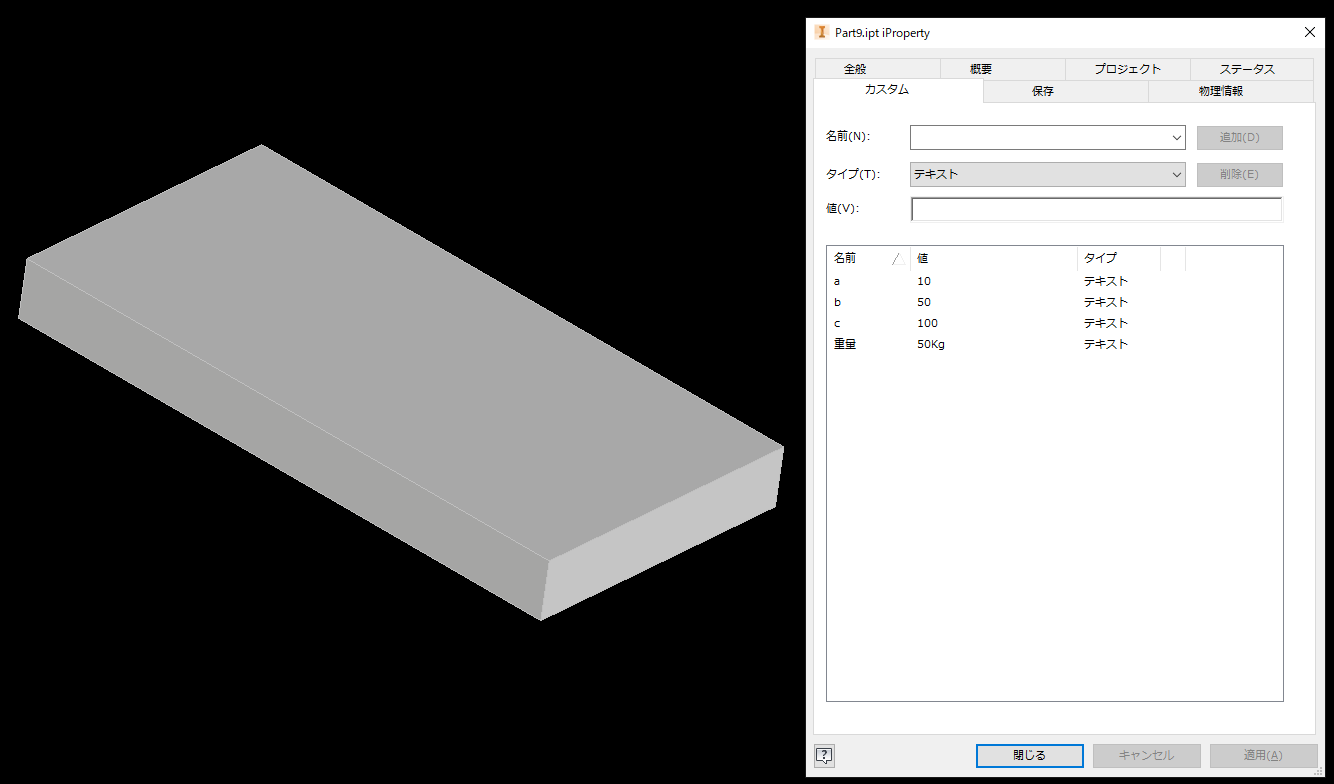 Part9.ipt iProperty
全般 概要 プロジェクト ステータス
カスタム 保存 物理情報
名前(N): 追加(D)
タイプ(T): テキスト 削除(E)
値(V):
名前 値 タイプ
a 10 テキスト
b 50 テキスト
c 100 テキスト
重量 50Kg テキスト
閉じる キャンセル 適用(A)